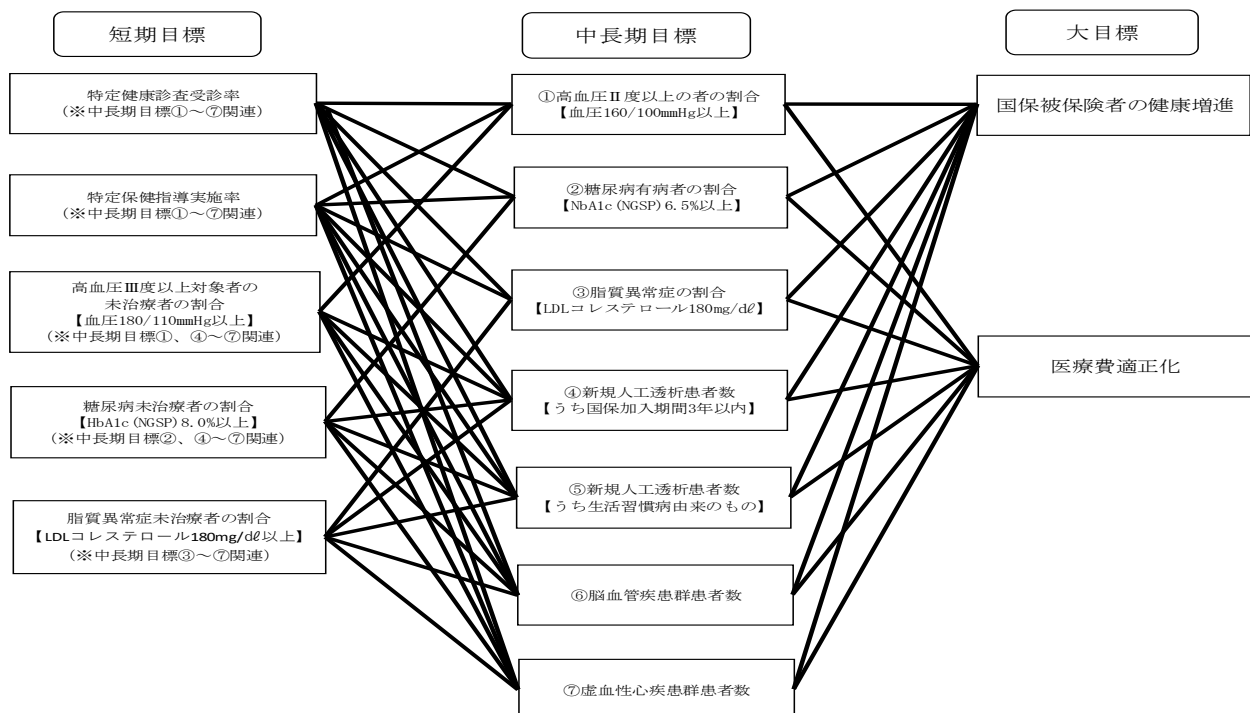 短期目標
特定健康診査受診率
(※中長期目標①～⑦関連)
特定保健指導実施率
(※中長期目標①～⑦関連)
高血圧Ⅲ度以上対象者の
未治療者の割合
【血圧180/110mmHg以上】
(※中長期目標①、④～⑦関連)
糖尿病未治療者の割合
【HbA1c(NGSP)8.0%以上】
(※中長期目標②、④～⑦関連)
脂質異常症未治療者の割合
【LDLコレステロール180mg/dℓ以上】
(※中長期目標③～⑦関連)
中長期目標
①高血圧Ⅱ度以上の者の割合
【血圧160/100mmHg以上】
②糖尿病有病者の割合
【NbA1c(NGSP)6.5%以上】
③脂質異常症の割合
【LDLコレステロール180mg/dℓ】
④新規人工透析患者数
【うち国保加入期間3年以内】
⑤新規人工透析患者数
【うち生活習慣病由来のもの】
⑥脳血管疾患群患者数
⑦虚血性心疾患群患者数
大目標
国保被保険者の健康増進
医療費適正化